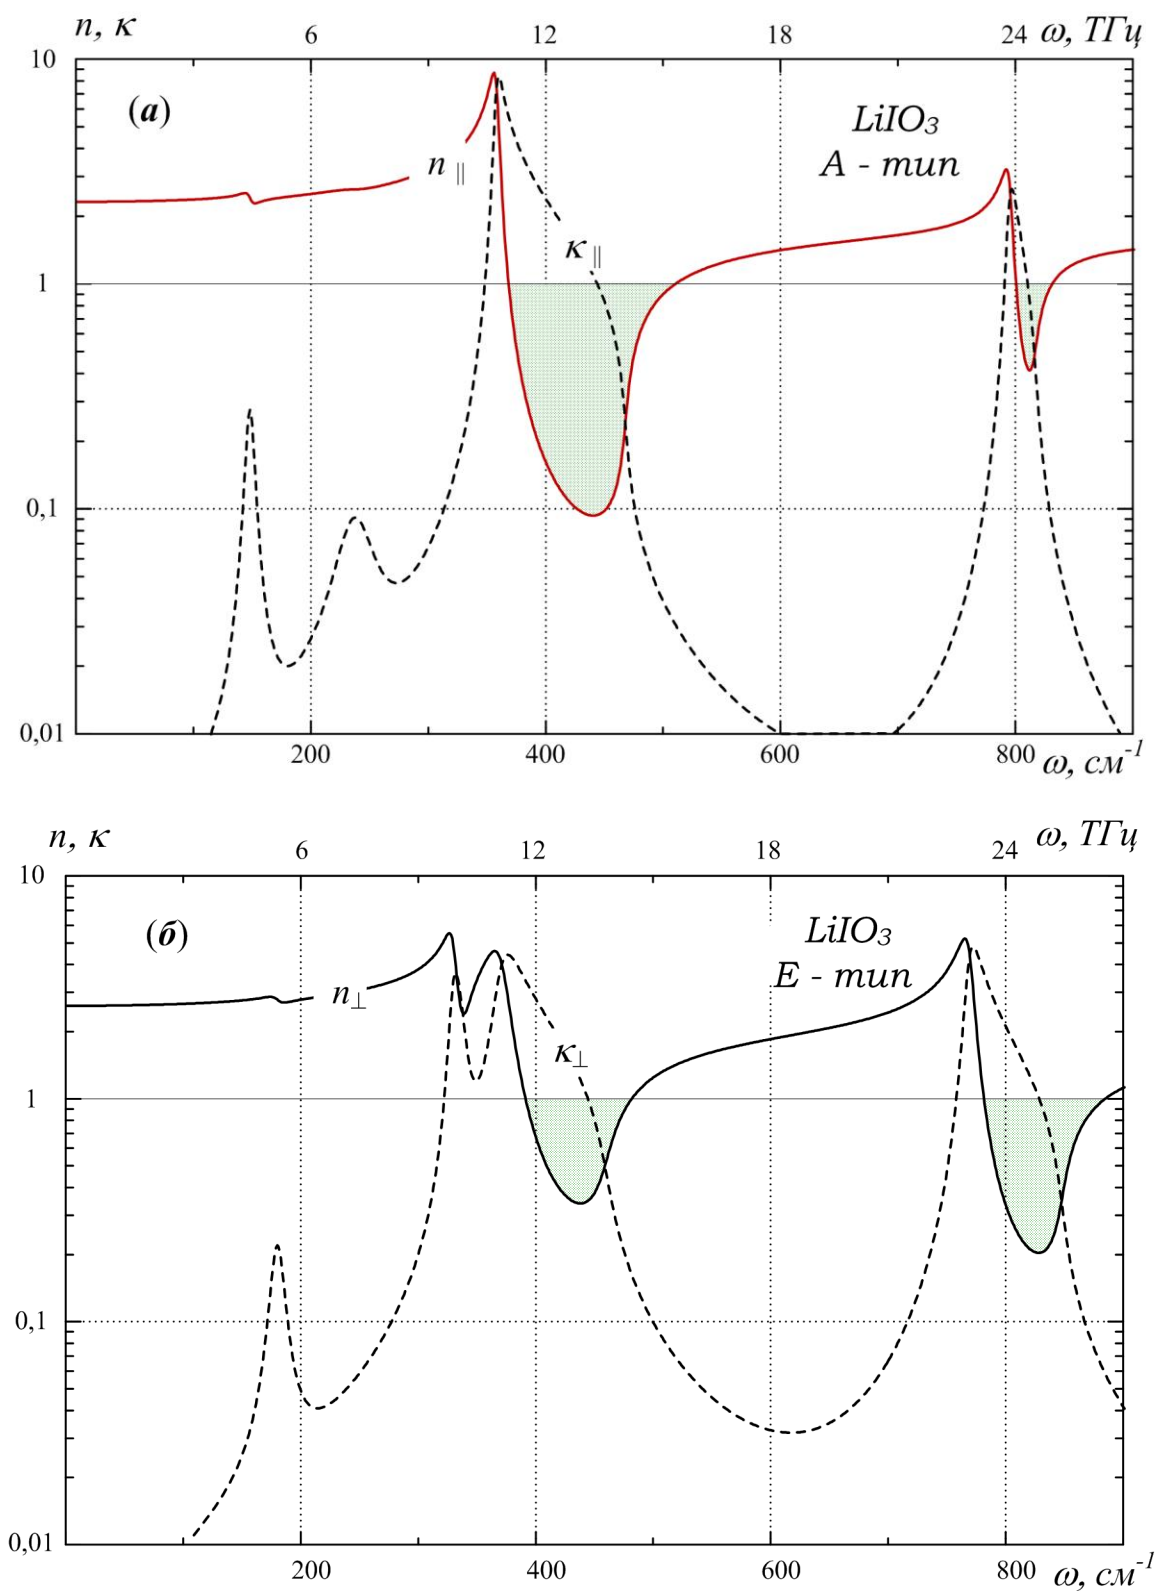 n, κ 6 12 18 24 ω, ТГц
10
(а)
LiIO₃
A - тип
n ∥
κ ∥
1
0,1
0,01
200 400 600 800 ω, см⁻¹
n, κ 6 12 18 24 ω, ТГц
10
(б)
LiIO₃
E - тип
n⊥
κ⊥
1
0,1
0,01
200 400 600 800 ω, см⁻¹